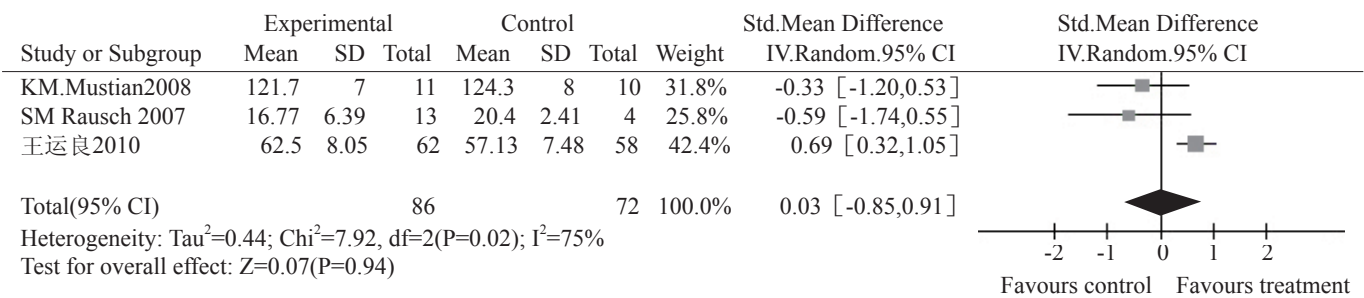 Experimental Control Std.Mean Difference Std.Mean Difference
Study or Subgroup Mean SD Total Mean SD Total Weight IV.Random.95% CI IV.Random.95% CI
KM.Mustian2008 121.7 7 11 124.3 8 10 31.8% -0.33［-1.20,0.53］
SM Rausch 2007 16.77 6.39 13 20.4 2.41 4 25.8% -0.59［-1.74,0.55］
王运良2010 62.5 8.05 62 57.13 7.48 58 42.4% 0.69［0.32,1.05］
Total(95% CI) 86 72 100.0% 0.03［-0.85,0.91］
Heterogeneity: Tau²=0.44; Chi²=7.92, df=2(P=0.02); I²=75%
Test for overall effect: Z=0.07(P=0.94)
-2 -1 0 1 2
Favours control Favours treatment